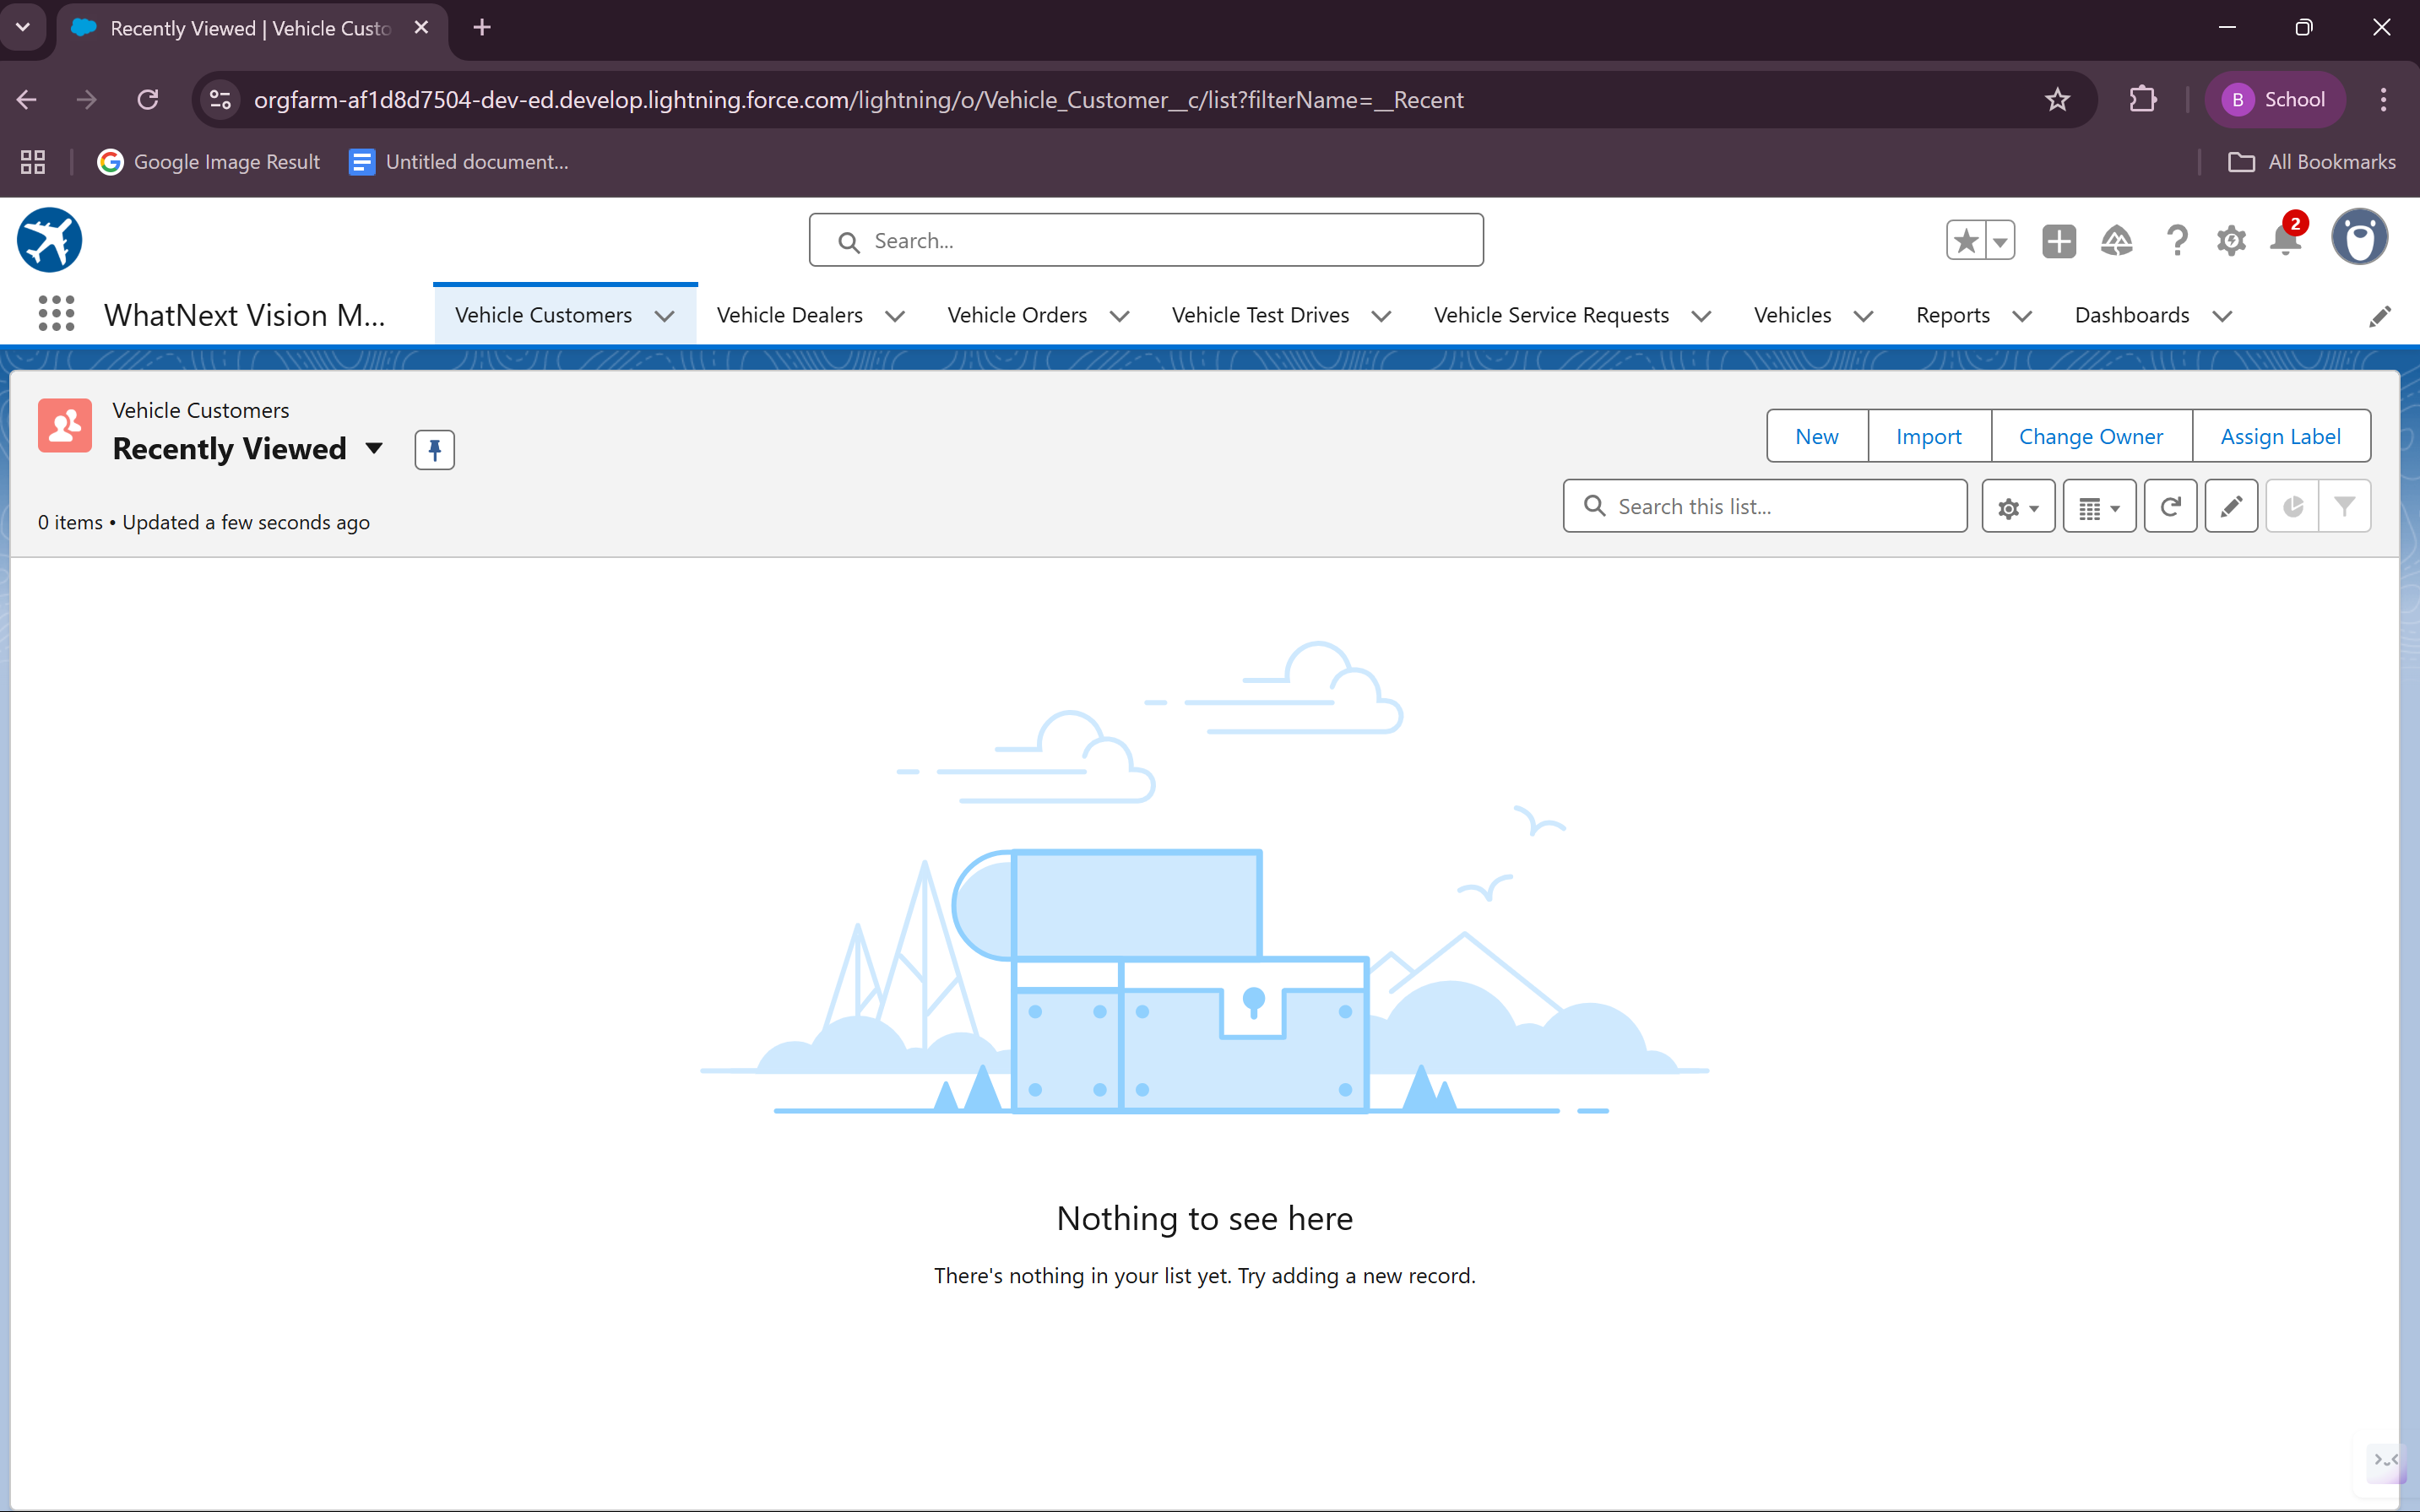 Recently Viewed | Vehicle Custo
orgfarm-af1d8d7504-dev-ed.develop.lightning.force.com/lightning/o/Vehicle_Customer__c/list?filterName=__Recent
B School
Google Image Result
Untitled document...
All Bookmarks
Search...
2
WhatNext Vision M...
Vehicle Customers
Vehicle Dealers
Vehicle Orders
Vehicle Test Drives
Vehicle Service Requests
Vehicles
Reports
Dashboards
Vehicle Customers
Recently Viewed
New
Import
Change Owner
Assign Label
0 items • Updated a few seconds ago
Search this list...
Nothing to see here
There's nothing in your list yet. Try adding a new record.